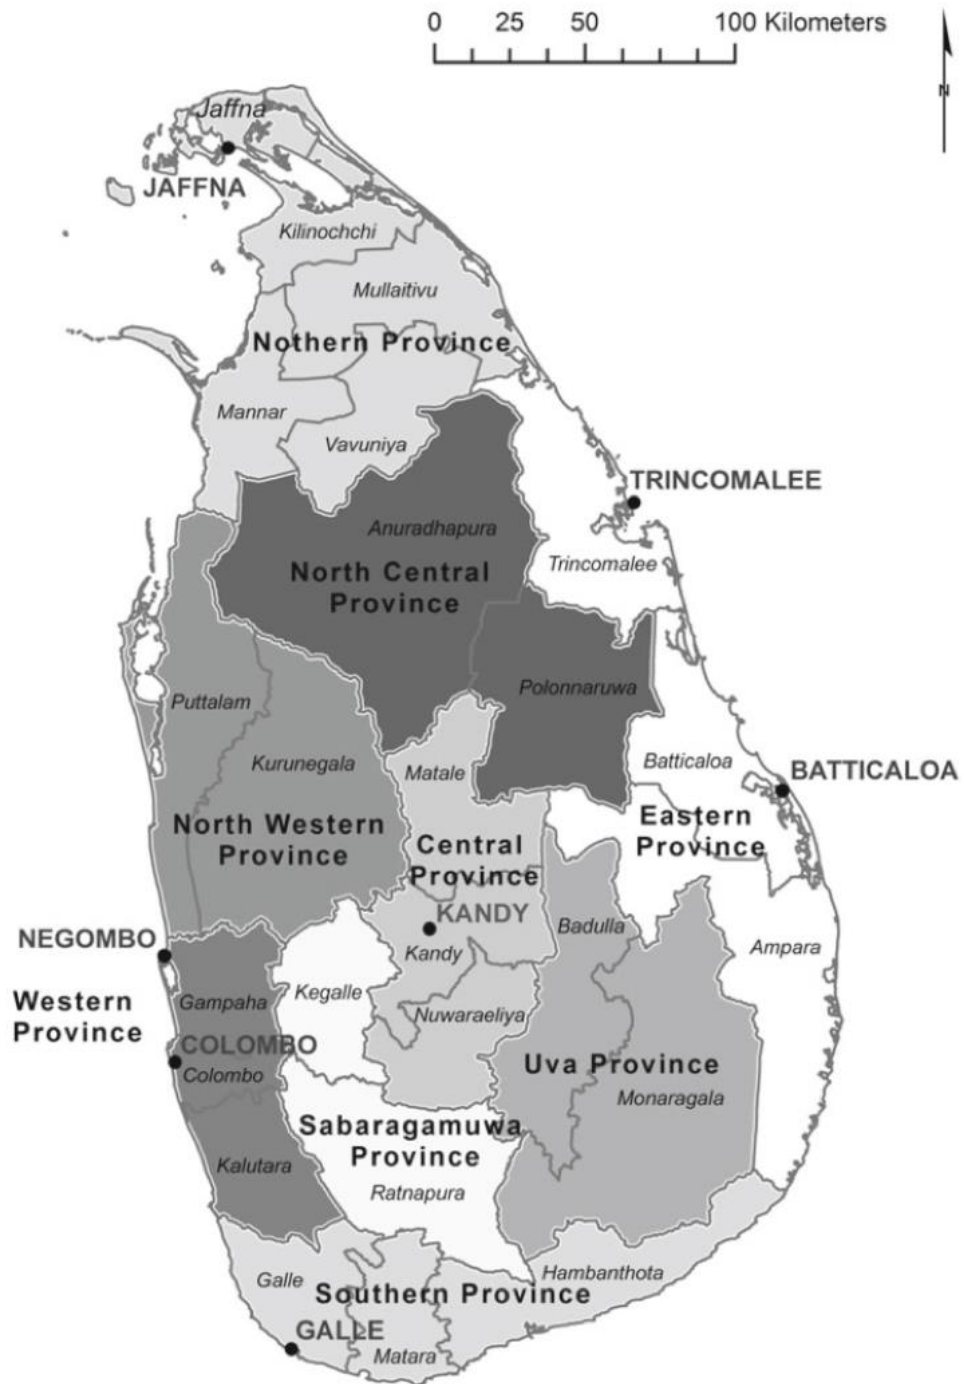 0 25 50 100 Kilometers
N
Jaffna
JAFFNA
Kilinochchi
Mullaitivu
Nothern Province
Mannar
Vavuniya
TRINCOMALEE
Anuradhapura
Trincomalee
North Central
Province
Polonnaruwa
Puttalam
Kurunegala
Matale
Batticaloa
BATTICALOA
North Western
Province
Central
Province
Eastern
Province
KANDY
Kandy
Badulla
Ampara
NEGOMBO
Western
Province
Gampaha
Kegalle
Nuwaraeliya
COLOMBO
Colombo
Uva Province
Monaragala
Sabaragamuwa
Province
Ratnapura
Kalutara
Galle
Hambanthota
Southern Province
GALLE
Matara